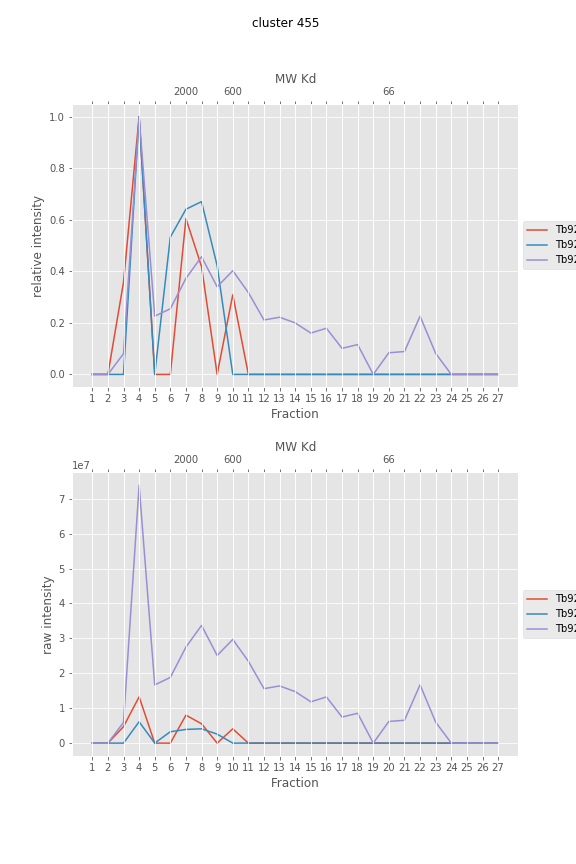 cluster 455
MW Kd
2000 600 66
1.0
0.8
0.6
0.4
0.2
0.0
relative intensity
Tb92
Tb92
Tb92
1 2 3 4 5 6 7 8 9 10 11 12 13 14 15 16 17 18 19 20 21 22 23 24 25 26 27
Fraction
MW Kd
2000 600 66
1e7
7
6
5
4
3
2
1
0
raw intensity
Tb92
Tb92
Tb92
1 2 3 4 5 6 7 8 9 10 11 12 13 14 15 16 17 18 19 20 21 22 23 24 25 26 27
Fraction